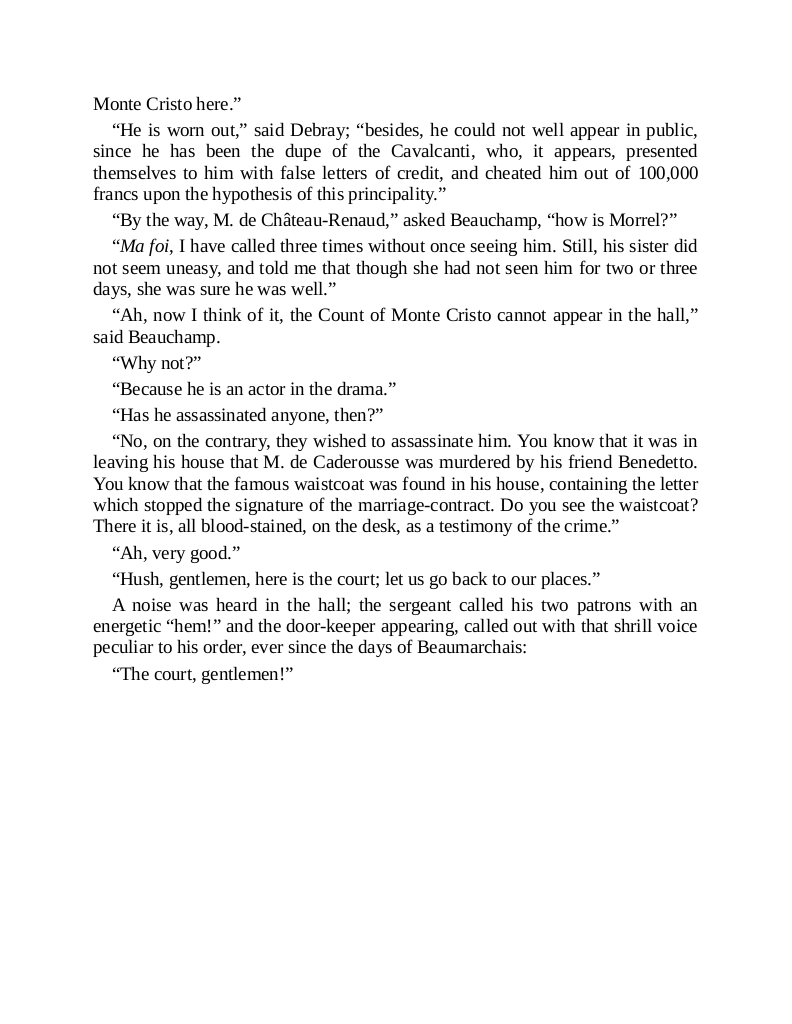 Monte Cristo here.”
“He is worn out,” said Debray; “besides, he could not well appear in public,
since he has been the dupe of the Cavalcanti, who, it appears, presented
themselves to him with false letters of credit, and cheated him out of 100,000
francs upon the hypothesis of this principality.”
“By the way, M. de Château-Renaud,” asked Beauchamp, “how is Morrel?”
“Ma foi, I have called three times without once seeing him. Still, his sister did
not seem uneasy, and told me that though she had not seen him for two or three
days, she was sure he was well.”
“Ah, now I think of it, the Count of Monte Cristo cannot appear in the hall,”
said Beauchamp.
“Why not?”
“Because he is an actor in the drama.”
“Has he assassinated anyone, then?”
“No, on the contrary, they wished to assassinate him. You know that it was in
leaving his house that M. de Caderousse was murdered by his friend Benedetto.
You know that the famous waistcoat was found in his house, containing the letter
which stopped the signature of the marriage-contract. Do you see the waistcoat?
There it is, all blood-stained, on the desk, as a testimony of the crime.”
“Ah, very good.”
“Hush, gentlemen, here is the court; let us go back to our places.”
A noise was heard in the hall; the sergeant called his two patrons with an
energetic “hem!” and the door-keeper appearing, called out with that shrill voice
peculiar to his order, ever since the days of Beaumarchais:
“The court, gentlemen!”